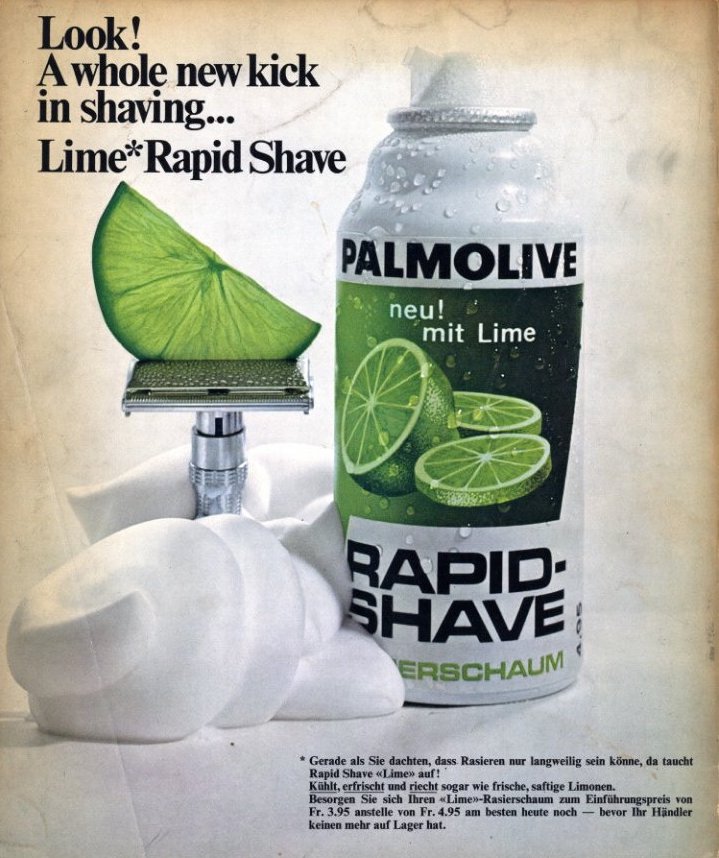 Look!
A whole new kick
in shaving...
Lime* Rapid Shave
PALMOLIVE
neu!
mit Lime
RAPID-
SHAVE
ERSCHAUM
4.95
* Gerade als Sie dachten, dass Rasieren nur langweilig sein könne, da taucht
Rapid Shave «Lime» auf!
Kühlt, erfrischt und riecht sogar wie frische, saftige Limonen.
Besorgen Sie sich Ihren «Lime»-Rasierschaum zum Einführungspreis von
Fr. 3.95 anstelle von Fr. 4.95 am besten heute noch — bevor Ihr Händler
keinen mehr auf Lager hat.